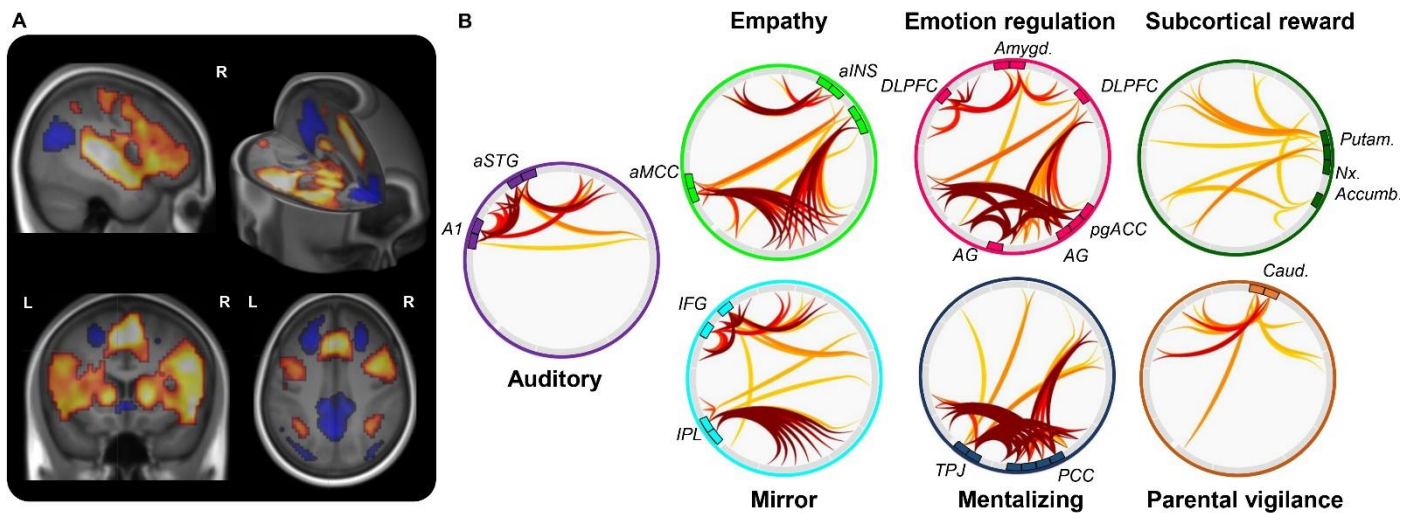 A
R
L
R
L
R
B
Auditory
aSTG
A1
Empathy
aINS
aMCC
Emotion regulation
Amygd.
DLPFC
DLPFC
pgACC
AG
AG
Subcortical reward
Putam.
Nx.
Accumb.
Mirror
IFG
IPL
Mentalizing
TPJ
PCC
Parental vigilance
Caud.